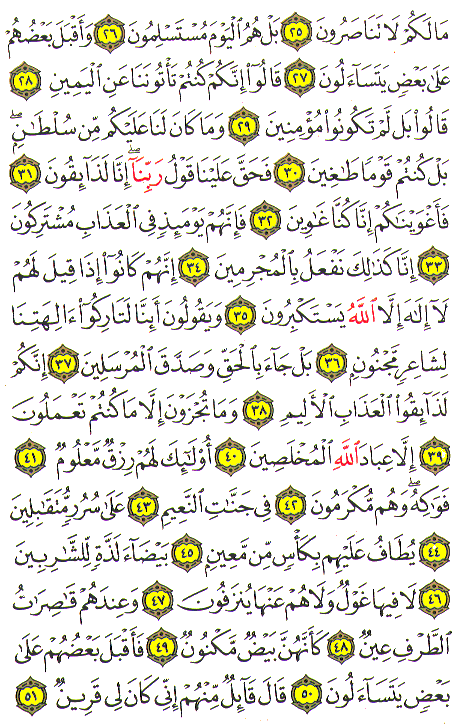 مَا لَكُمْ لَا تَنَاصَرُونَ ٢٥ بَلْ هُمُ ٱلْيَوْمَ مُسْتَسْلِمُونَ ٢٦ وَأَقْبَلَ بَعْضُهُمْ
عَلَىٰ بَعْضٍ يَتَسَآءَلُونَ ٢٧ قَالُوٓا۟ إِنَّكُمْ كُنتُمْ تَأْتُونَنَا عَنِ ٱلْيَمِينِ ٢٨
قَالُوا۟ بَل لَّمْ تَكُونُوا۟ مُؤْمِنِينَ ٢٩ وَمَا كَانَ لَنَا عَلَيْكُم مِّن سُلْطَـٰنٍۭ ۖ
بَلْ كُنتُمْ قَوْمًا طَـٰغِينَ ٣٠ فَحَقَّ عَلَيْنَا قَوْلُ رَبِّنَآ ۖ إِنَّا لَذَآئِقُونَ ٣١
فَأَغْوَيْنَـٰكُمْ إِنَّا كُنَّا غَـٰوِينَ ٣٢ فَإِنَّهُمْ يَوْمَئِذٍ فِى ٱلْعَذَابِ مُشْتَرِكُونَ
٣٣ إِنَّا كَذَٰلِكَ نَفْعَلُ بِٱلْمُجْرِمِينَ ٣٤ إِنَّهُمْ كَانُوٓا۟ إِذَا قِيلَ لَهُمْ
لَآ إِلَـٰهَ إِلَّا ٱللَّهُ يَسْتَكْبِرُونَ ٣٥ وَيَقُولُونَ أَئِنَّا لَتَارِكُوٓا۟ ءَالِهَتِنَا
لِشَاعِرٍ مَّجْنُونٍۭ ٣٦ بَلْ جَآءَ بِٱلْحَقِّ وَصَدَّقَ ٱلْمُرْسَلِينَ ٣٧ إِنَّكُمْ
لَذَآئِقُوا۟ ٱلْعَذَابِ ٱلْأَلِيمِ ٣٨ وَمَا تُجْزَوْنَ إِلَّا مَا كُنتُمْ تَعْمَلُونَ
٣٩ إِلَّا عِبَادَ ٱللَّهِ ٱلْمُخْلَصِينَ ٤٠ أُو۟لَـٰٓئِكَ لَهُمْ رِزْقٌ مَّعْلُومٌ ٤١
فَوَٰكِهُ ۖ وَهُم مُّكْرَمُونَ ٤٢ فِى جَنَّـٰتِ ٱلنَّعِيمِ ٤٣ عَلَىٰ سُرُرٍ مُّتَقَـٰبِلِينَ
٤٤ يُطَافُ عَلَيْهِم بِكَأْسٍ مِّن مَّعِينٍۭ ٤٥ بَيْضَآءَ لَذَّةٍ لِّلشَّـٰرِبِينَ
٤٦ لَا فِيهَا غَوْلٌ وَلَا هُمْ عَنْهَا يُنزَفُونَ ٤٧ وَعِندَهُمْ قَـٰصِرَٰتُ
ٱلطَّرْفِ عِينٌ ٤٨ كَأَنَّهُنَّ بَيْضٌ مَّكْنُونٌ ٤٩ فَأَقْبَلَ بَعْضُهُمْ عَلَىٰ
بَعْضٍ يَتَسَآءَلُونَ ٥٠ قَالَ قَآئِلٌ مِّنْهُمْ إِنِّى كَانَ لِى قَرِينٌ ٥١